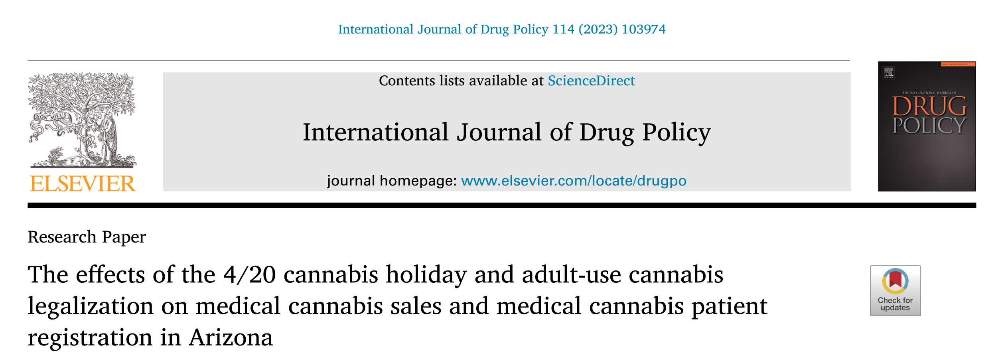 International Journal of Drug Policy 114 (2023) 103974
NON SOLUS
ELSEVIER
Contents lists available at ScienceDirect
International Journal of Drug Policy
journal homepage: www.elsevier.com/locate/drugpo
THE INTERNATIONAL JOURNAL OF
DRUG
POLICY
Research Paper
The effects of the 4/20 cannabis holiday and adult-use cannabis
legalization on medical cannabis sales and medical cannabis patient
registration in Arizona
Check for
updates